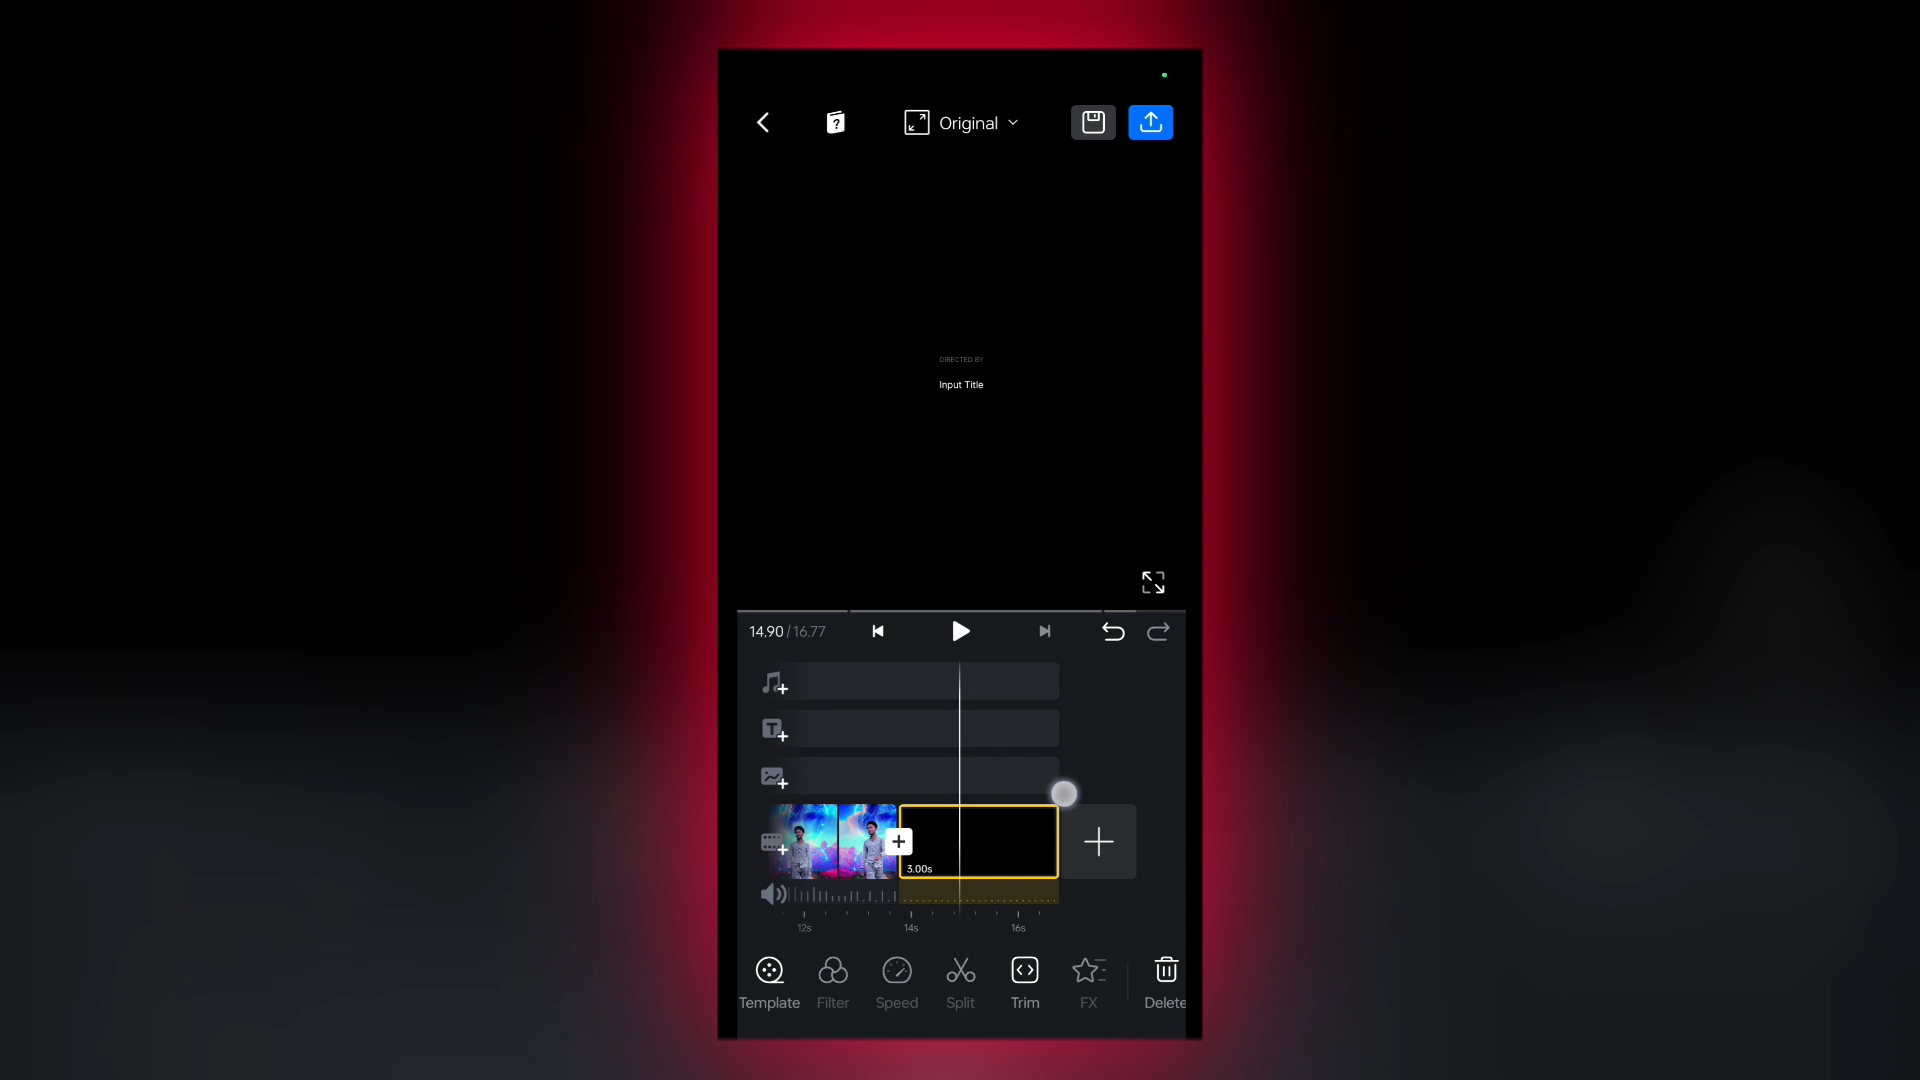 Original
DIRECTED BY
Input Title
14.90/16.77
3.00s
12s 14s 16s
Template Filter Speed Split Trim FX Delete